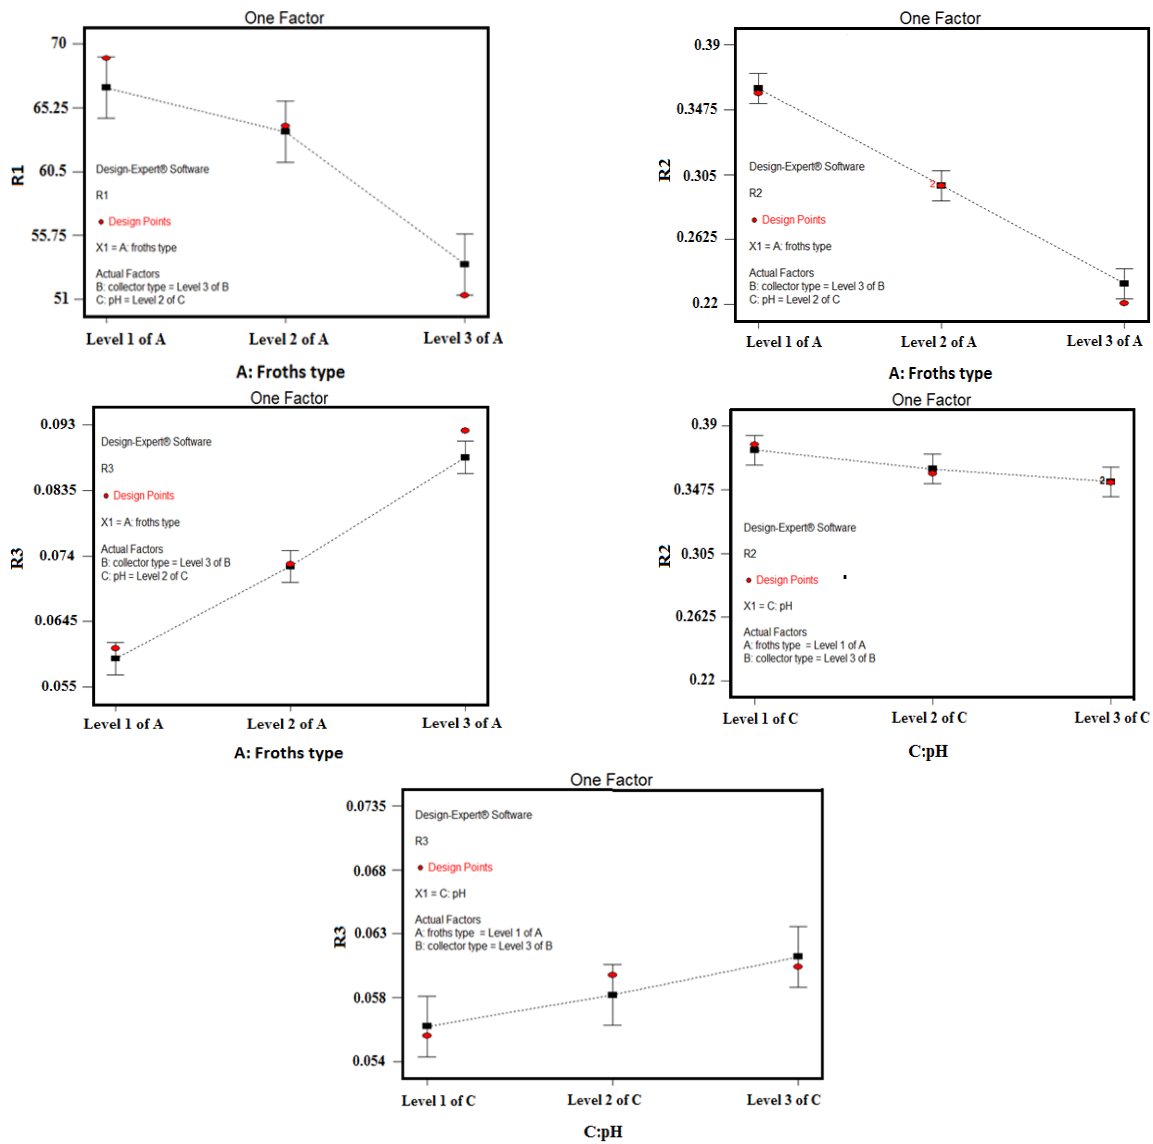 One Factor
70
65.25
60.5
55.75
51
R1
Design-Expert® Software
R1
Design Points
X1 = A: froths type
Actual Factors
B: collector type = Level 3 of B
C: pH = Level 2 of C
Level 1 of A
Level 2 of A
Level 3 of A
A: Froths type
One Factor
0.39
0.3475
0.305
0.2625
0.22
R2
2
Design-Expert® Software
R2
Design Points
X1 = A: froths type
Actual Factors
B: collector type = Level 3 of B
C: pH = Level 2 of C
Level 1 of A
Level 2 of A
Level 3 of A
A: Froths type
One Factor
0.093
0.0835
0.074
0.0645
0.055
R3
Design-Expert® Software
R3
Design Points
X1 = A: froths type
Actual Factors
B: collector type = Level 3 of B
C: pH = Level 2 of C
Level 1 of A
Level 2 of A
Level 3 of A
A: Froths type
One Factor
0.39
0.3475
0.305
0.2625
0.22
R2
2
Design-Expert® Software
R2
Design Points
X1 = C: pH
Actual Factors
A: froths type = Level 1 of A
B: collector type = Level 3 of B
Level 1 of C
Level 2 of C
Level 3 of C
C:pH
One Factor
0.0735
0.068
0.063
0.058
0.054
R3
Design-Expert® Software
R3
Design Points
X1 = C: pH
Actual Factors
A: froths type = Level 1 of A
B: collector type = Level 3 of B
Level 1 of C
Level 2 of C
Level 3 of C
C:pH